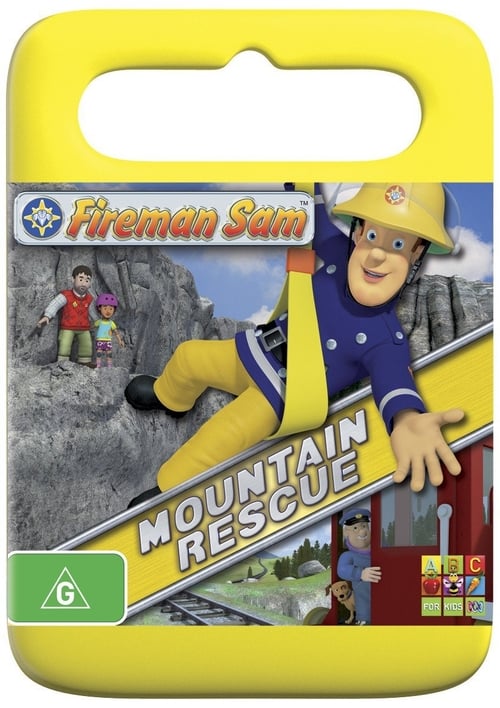 Fireman Sam™
MOUNTAIN
RESCUE
G
A B C
FOR KIDS